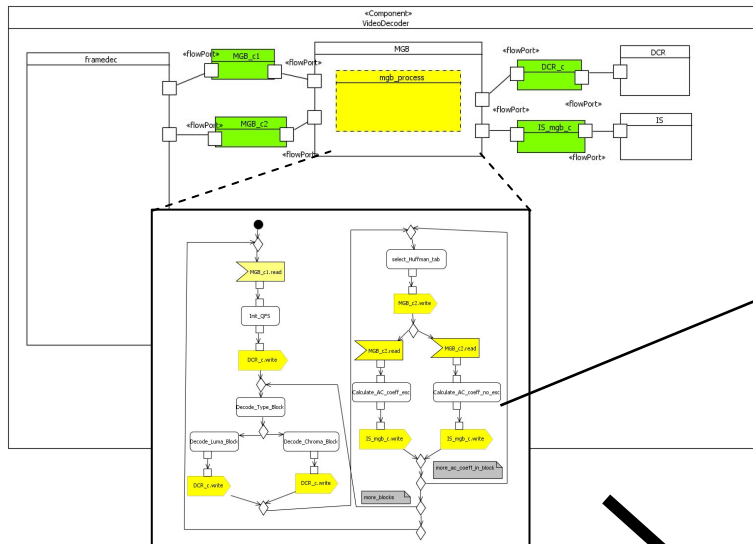 «Component»
VideoDecoder
framedec
«flowPort»
MGB_c1
MGB
«flowPort»
DCR
DCR_c
mgb_process
«flowPort»
«flowPort»
«flowPort»
«flowPort»
MGB_c2
IS_mgb_c
IS
«flowPort»
«flowPort»
MGB_c1.read
Init_QFS
DCR_c.write
Decode_Type_Block
Decode_Luma_Block
Decode_Chroma_Block
DCR_c.write
DCR_c.write
select_Huffman_tab
MGB_c2.write
MGB_c2.read
MGB_c2.read
Calculate_AC_coeff_esc
Calculate_AC_coeff_no_esc
IS_mgb_c.write
IS_mgb_c.write
more_ac_coeff_in_block
more_blocks